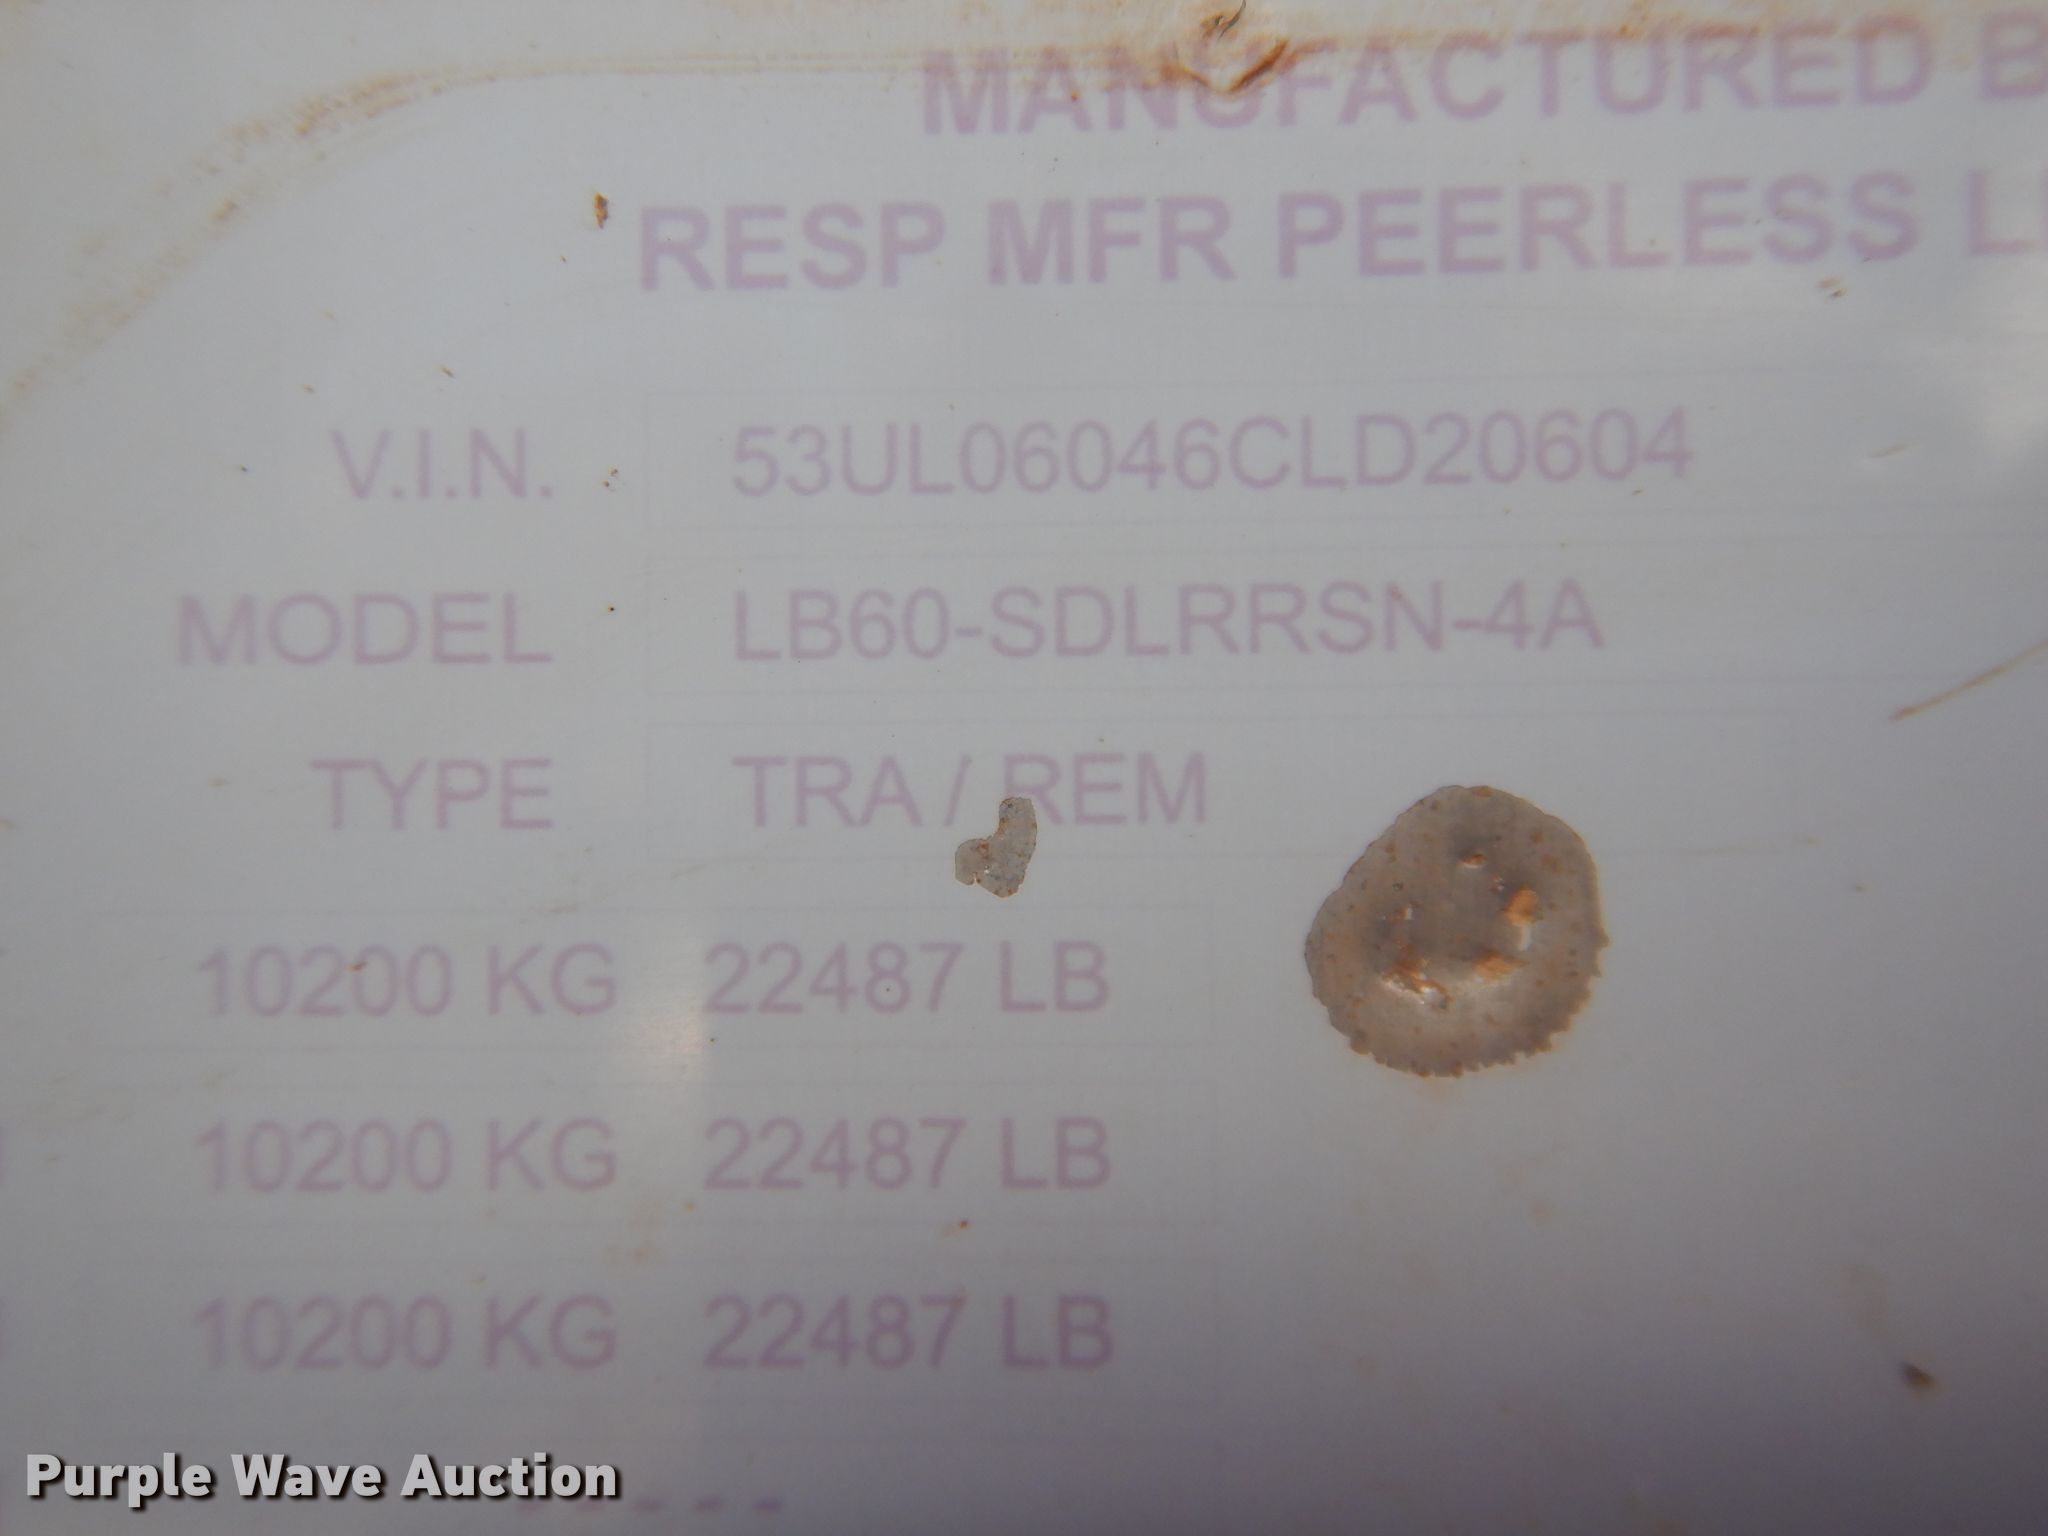 MANUFACTURED B
RESP MFR PEERLESS LI
V.I.N. 53UL06046CLD20604
MODEL LB60-SDLRRSN-4A
TYPE TRA / REM
10200 KG 22487 LB
10200 KG 22487 LB
10200 KG 22487 LB
Purple Wave Auction